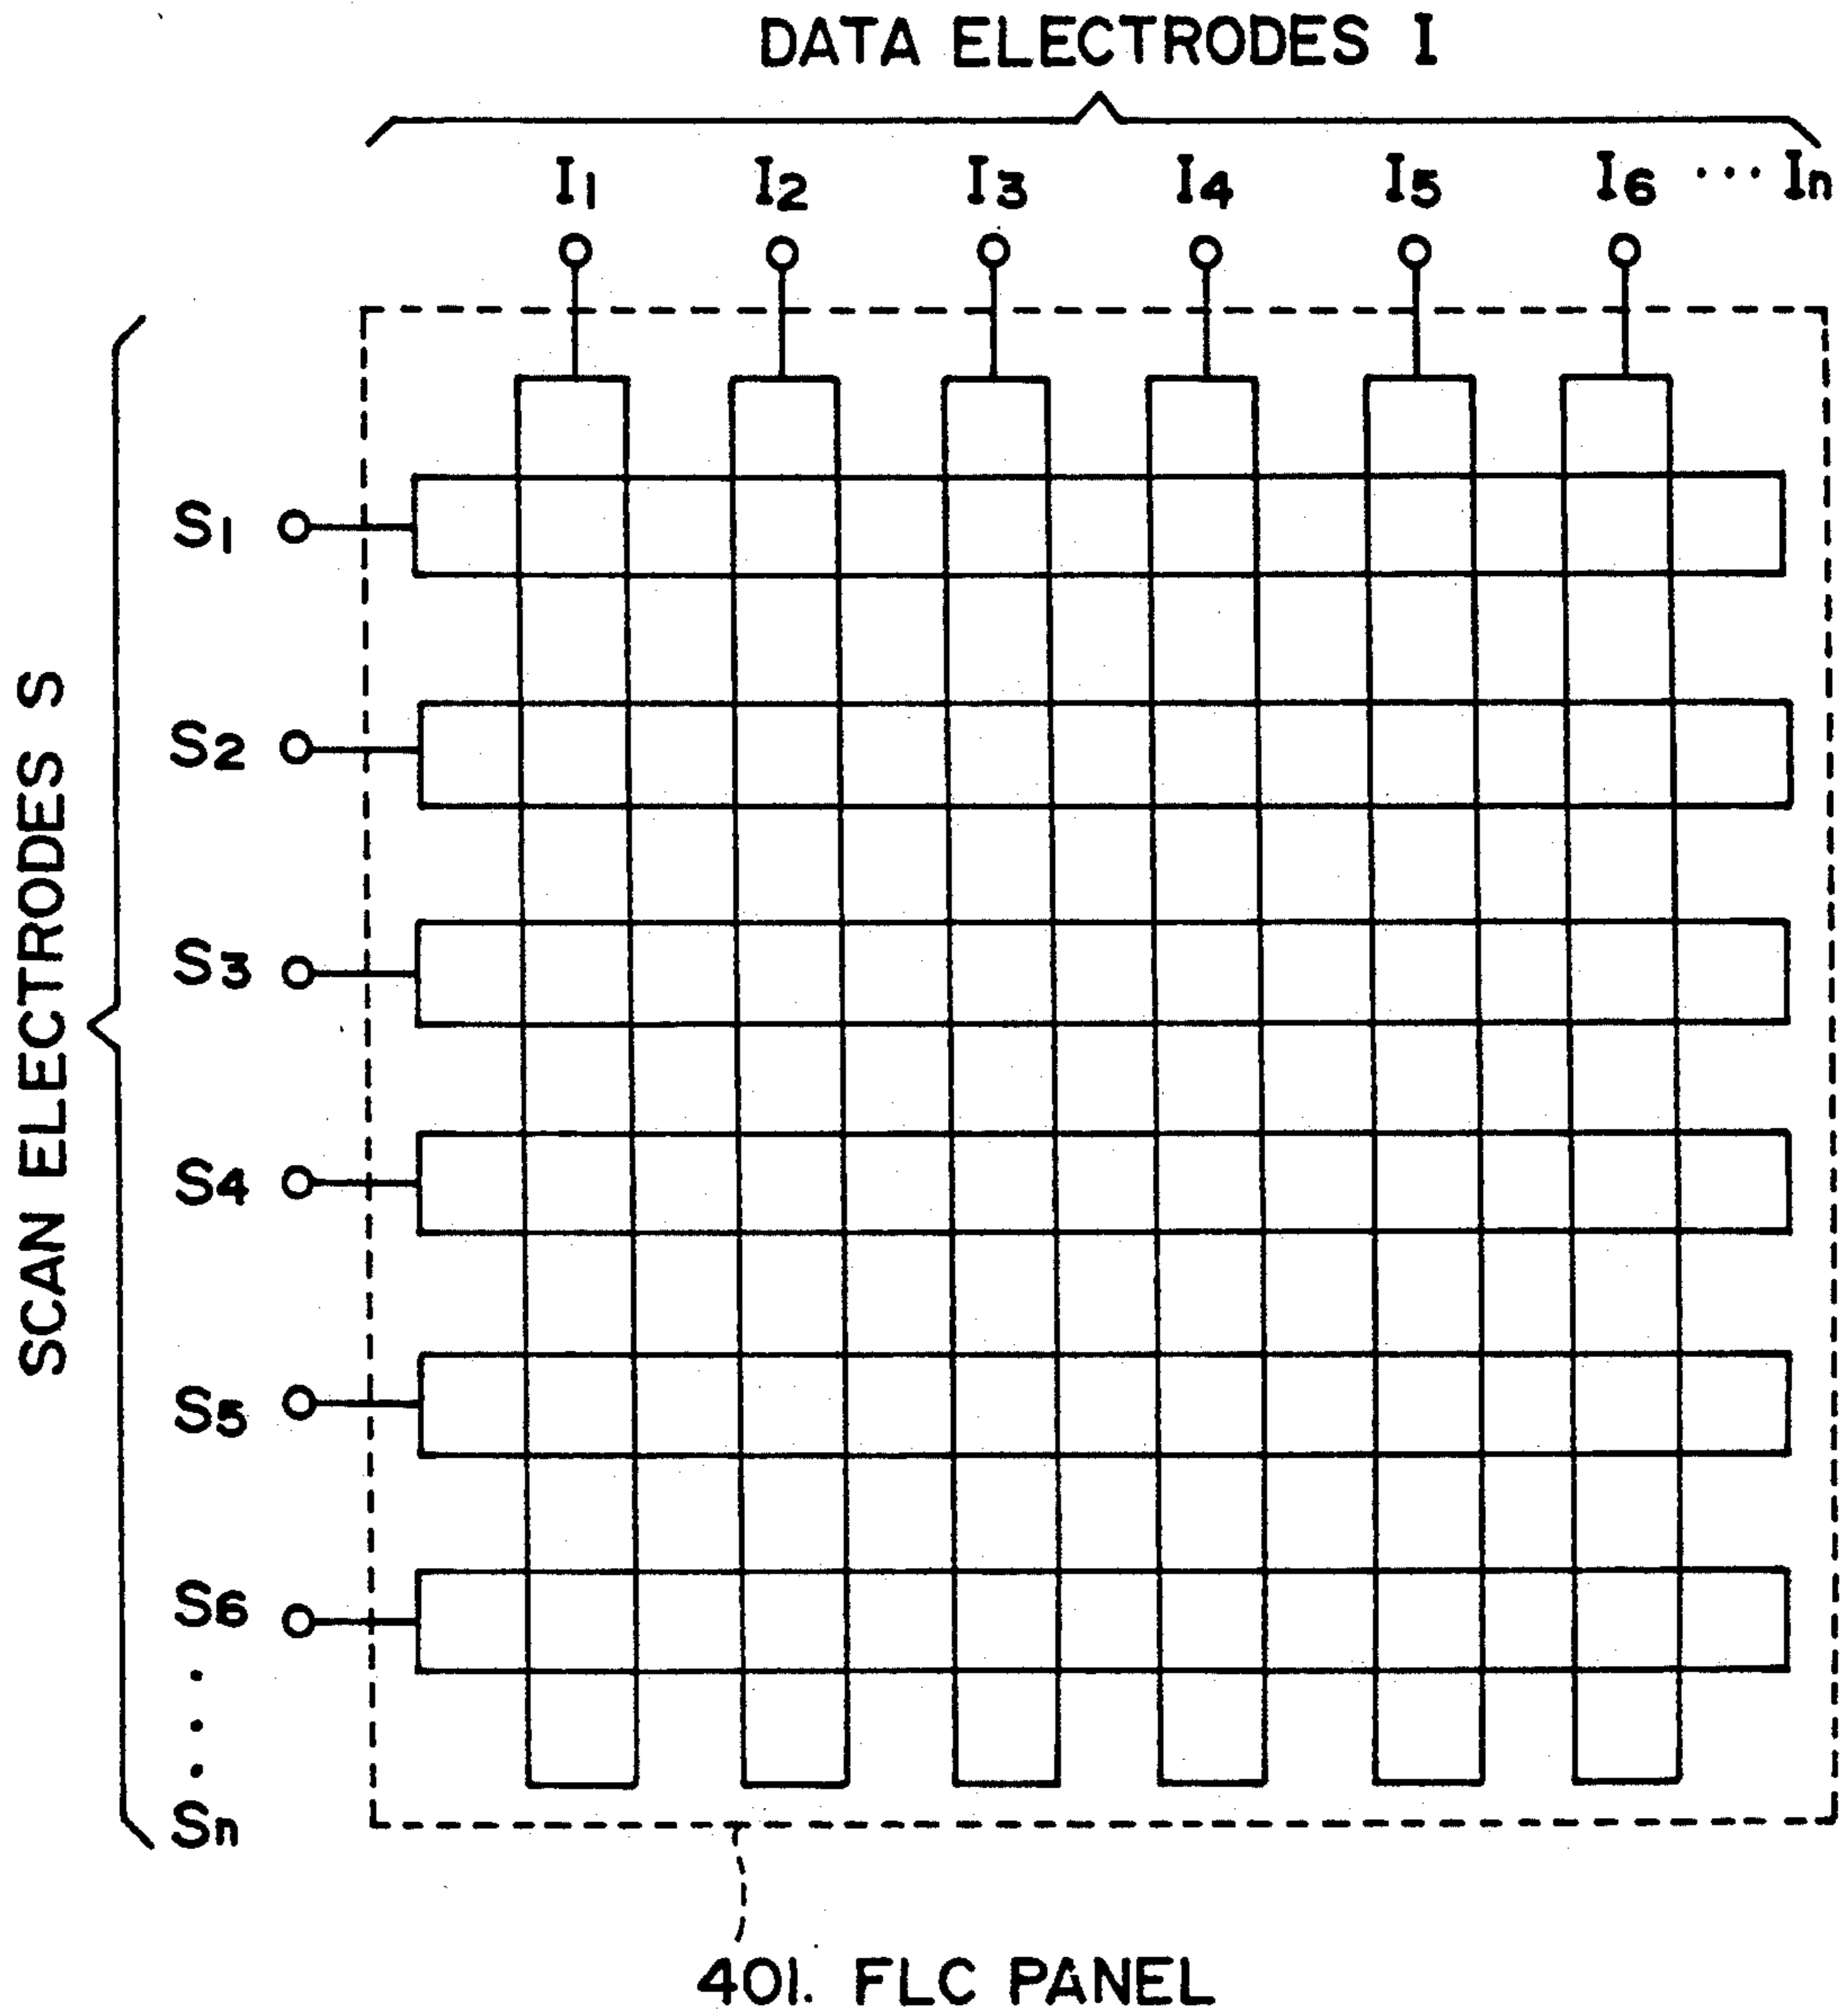 DATA ELECTRODES I
I1 I2 I3 I4 I5 I6 ··· In
SCAN ELECTRODES S
S1
S2
S3
S4
S5
S6
.
.
.
Sn
401. FLC PANEL